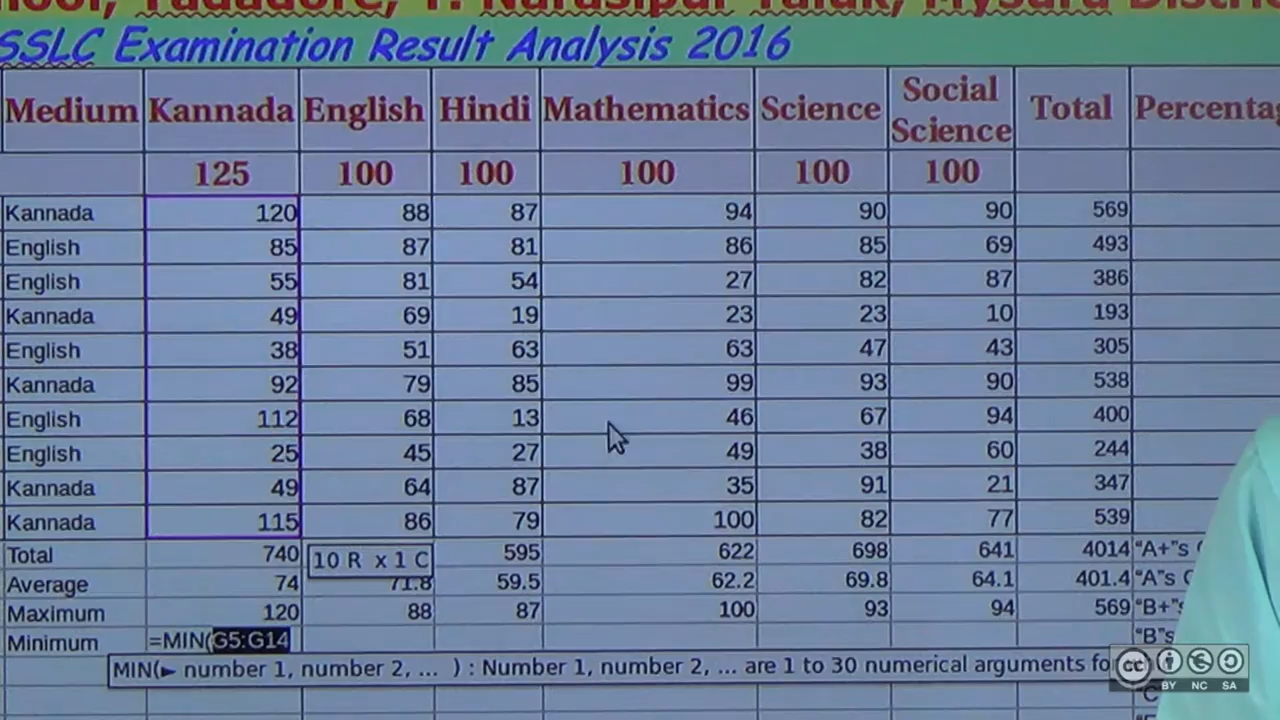 SSLC Examination Result Analysis 2016
Medium Kannada English Hindi Mathematics Science Social Science Total
125 100 100 100 100 100
Kannada 120 88 87 94 90 90 569
English 85 87 81 86 85 69 493
English 55 81 54 27 82 87 386
Kannada 49 69 19 23 23 10 193
English 38 51 63 63 47 43 305
Kannada 92 79 85 99 93 90 538
English 112 68 13 46 67 94 400
English 25 45 27 49 38 60 244
Kannada 49 64 87 35 91 21 347
Kannada 115 86 79 100 82 77 539
Total 740 10 R x 1 C 595 622 698 641 4014 "A+"s
Average 74 71.8 59.5 62.2 69.8 64.1 401.4 "A"s
Maximum 120 88 87 100 93 94 569 "B+"s
Minimum =MIN(G5:G14 "B"s
MIN(► number 1, number 2, ... ) : Number 1, number 2, ... are 1 to 30 numerical arguments
cc BY NC SA